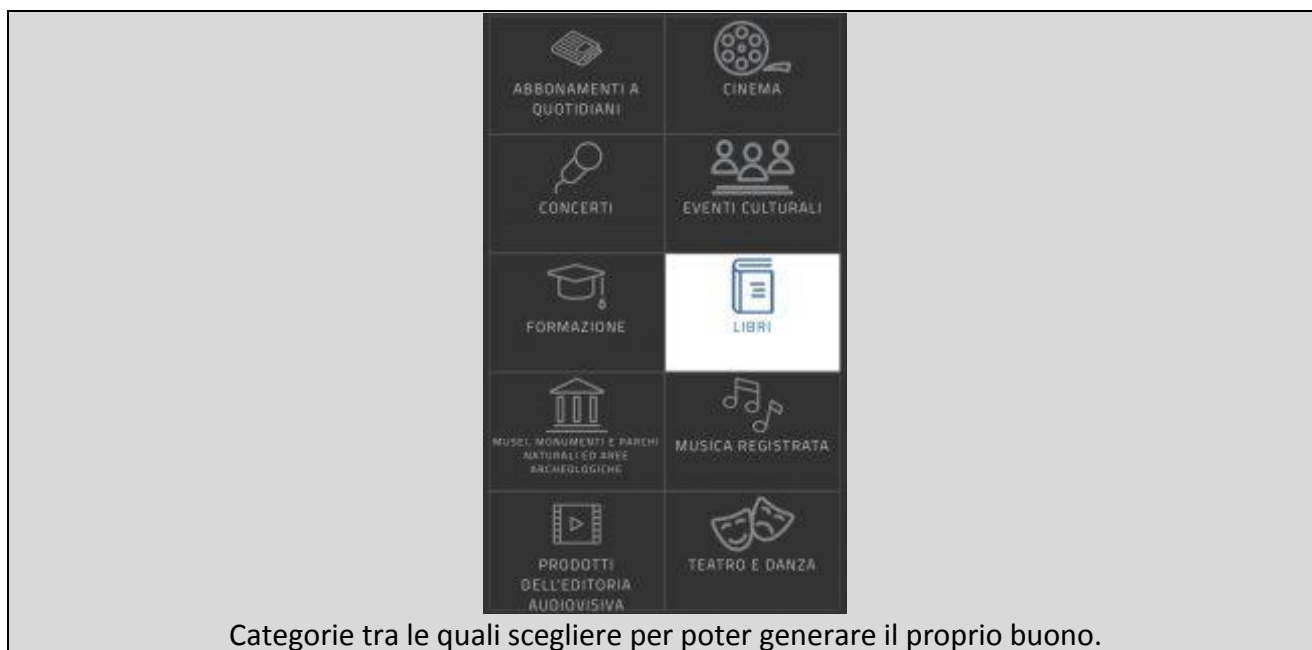 ABBONAMENTI A
QUOTIDIANI
CINEMA
CONCERTI
EVENTI CULTURALI
FORMAZIONE
LIBRI
MUSEI, MONUMENTI E PARCHI
NATURALI ED AREE
ARCHEOLOGICHE
MUSICA REGISTRATA
PRODOTTI
DELL'EDITORIA
AUDIOVISIVA
TEATRO E DANZA
Categorie tra le quali scegliere per poter generare il proprio buono.